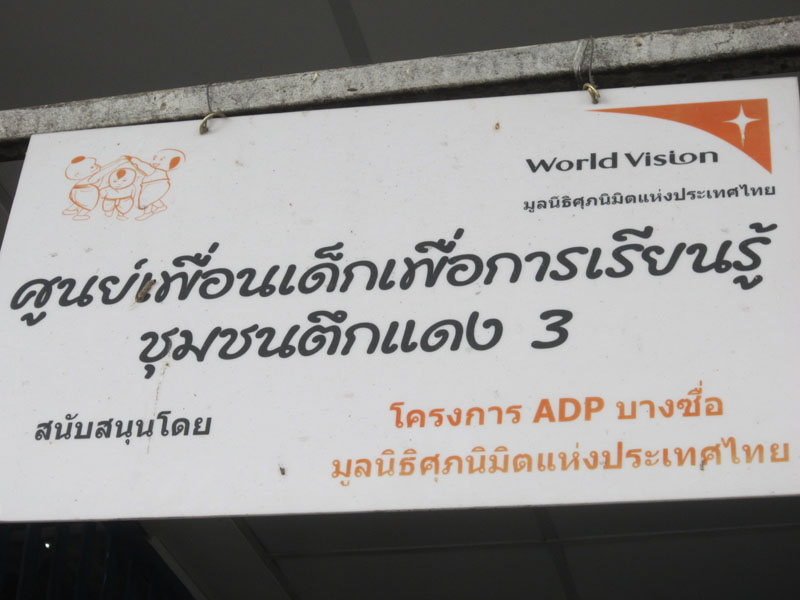 World Vision
มูลนิธิศุภนิมิตแห่งประเทศไทย
ศูนย์เพื่อนเด็กเพื่อการเรียนรู้
ชุมชนตึกแดง 3
สนับสนุนโดย
โครงการ ADP บางซื่อ
มูลนิธิศุภนิมิตแห่งประเทศไทย